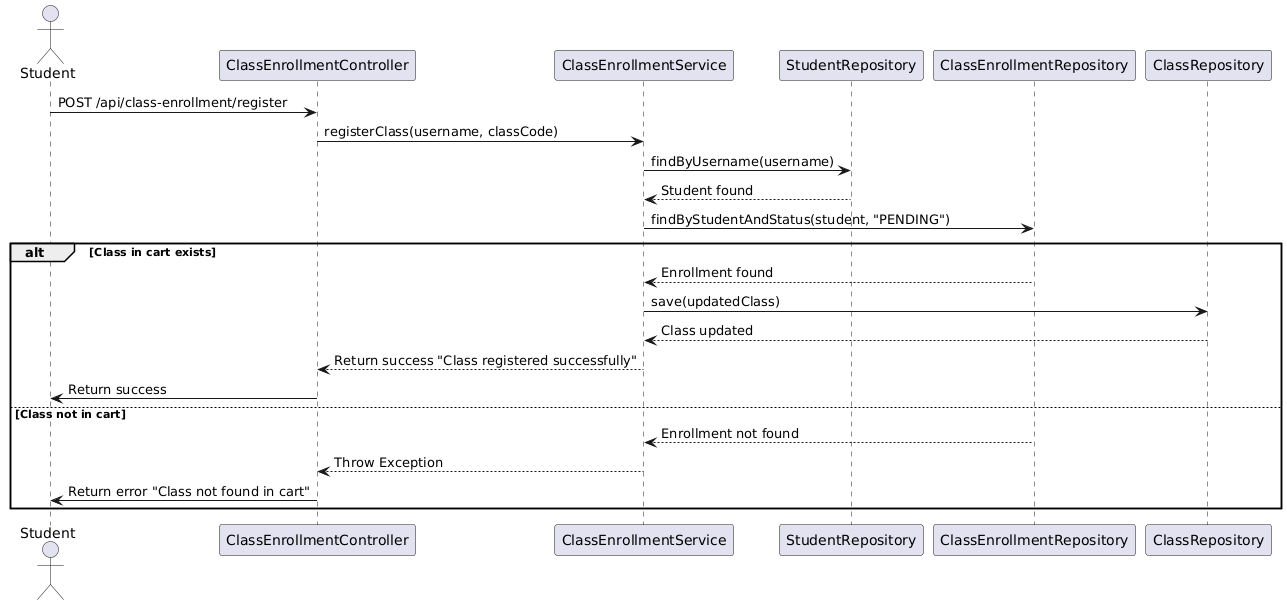 Student
ClassEnrollmentController
ClassEnrollmentService
StudentRepository
ClassEnrollmentRepository
ClassRepository
POST /api/class-enrollment/register
registerClass(username, classCode)
findByUsername(username)
Student found
findByStudentAndStatus(student, "PENDING")
alt
[Class in cart exists]
Enrollment found
save(updatedClass)
Class updated
Return success "Class registered successfully"
Return success
[Class not in cart]
Enrollment not found
Throw Exception
Return error "Class not found in cart"
Student
ClassEnrollmentController
ClassEnrollmentService
StudentRepository
ClassEnrollmentRepository
ClassRepository